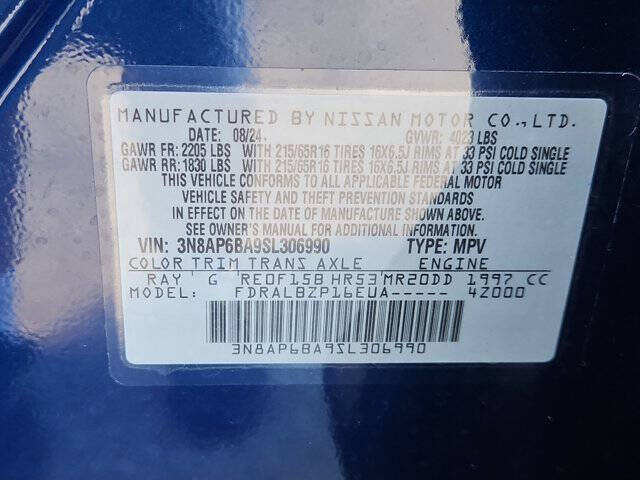 MANUFACTURED BY NISSAN MOTOR CO., LTD.
DATE: 08/24 GVWR: 4023 LBS
GAWR FR: 2205 LBS WITH 215/65R16 TIRES 16X6.5J RIMS AT 33 PSI COLD SINGLE
GAWR RR: 1830 LBS WITH 215/65R16 TIRES 16X6.5J RIMS AT 33 PSI COLD SINGLE
THIS VEHICLE CONFORMS TO ALL APPLICABLE FEDERAL MOTOR
VEHICLE SAFETY AND THEFT PREVENTION STANDARDS
IN EFFECT ON THE DATE OF MANUFACTURE SHOWN ABOVE.
SEE OWNER'S MANUAL FOR ADDITIONAL INFORMATION
VIN: 3N8AP6BA9SL306990 TYPE: MPV
COLOR TRIM TRANS AXLE ENGINE
RAY G RE0F15B HR53 MR20DD 1997 CC
MODEL: FDRALBZP16EUA----- 4Z000
3N8AP6BA9SL306990